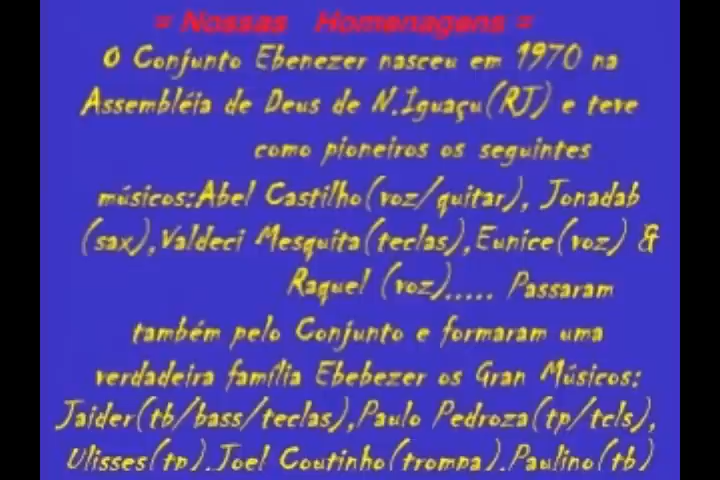 = Nossas Homenagens =
O Conjunto Ebenezer nasceu em 1970 na
Assembléia de Deus de N.Iguaçu(RJ) e teve
como pioneiros os seguintes
músicos:Abel Castilho(voz/guitar), Jonadab
(sax),Valdeci Mesquita(teclas),Eunice(voz) &
Raquel (voz)..... Passaram
também pelo Conjunto e formaram uma
verdadeira família Ebebezer os Gran Músicos:
Jaider(tb/bass/teclas),Paulo Pedroza(tp/tcls),
Ulisses(tp),Joel Coutinho(trompa),Paulino(tb)